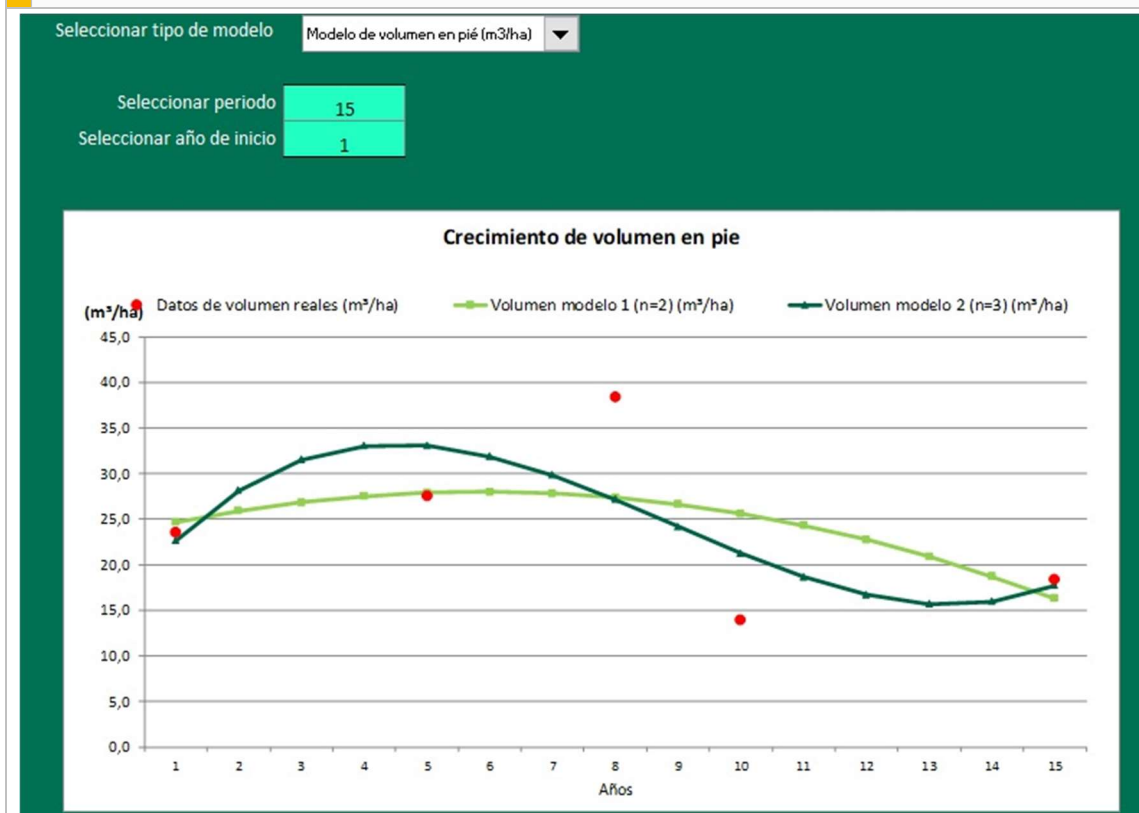 Seleccionar tipo de modelo Modelo de volumen en pié (m3/ha)
Seleccionar periodo 15
Seleccionar año de inicio 1
Crecimiento de volumen en pie
(m³/ha) Datos de volumen reales (m³/ha) Volumen modelo 1 (n=2) (m³/ha) Volumen modelo 2 (n=3) (m³/ha)
45,0
40,0
35,0
30,0
25,0
20,0
15,0
10,0
5,0
0,0
1 2 3 4 5 6 7 8 9 10 11 12 13 14 15
Años